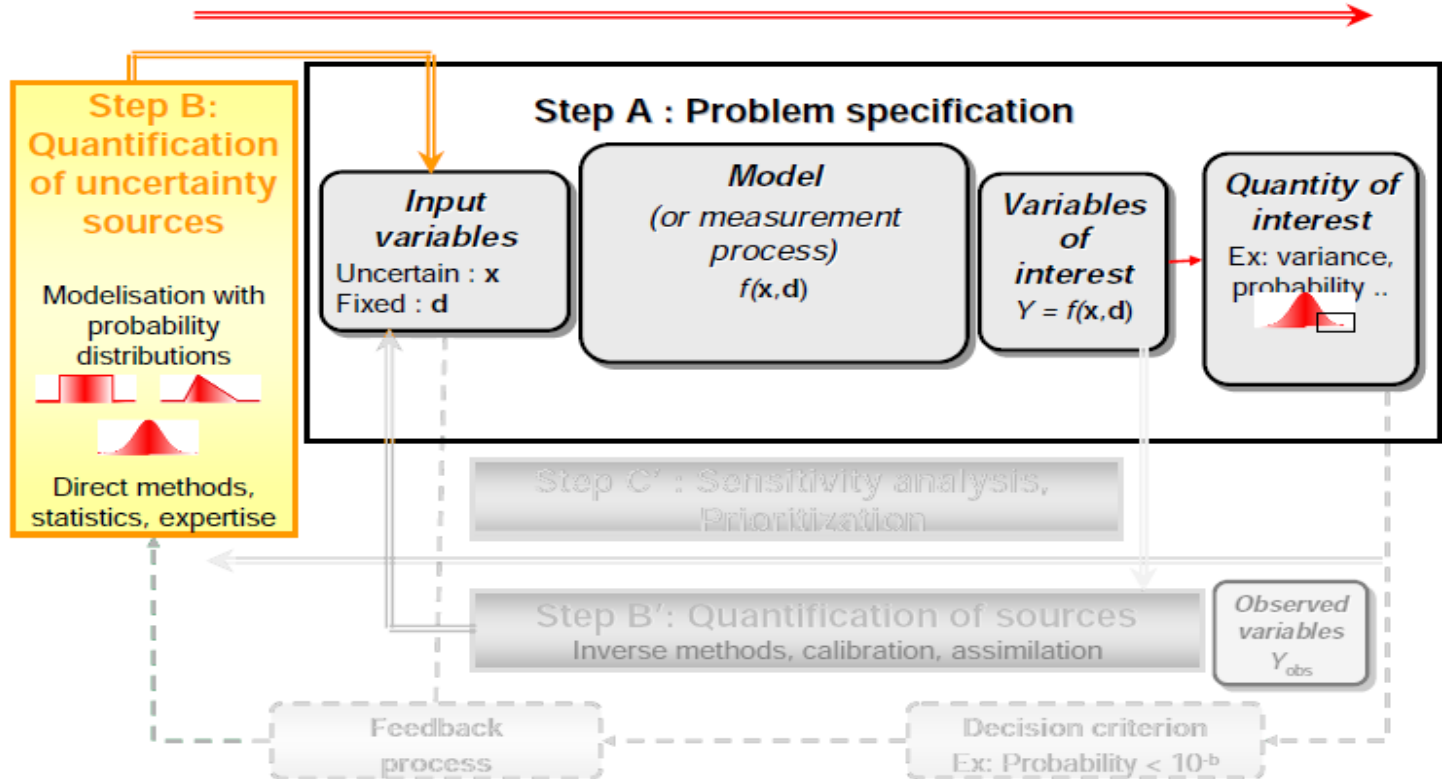 Step A : Problem specification
Step B:
Quantification
of uncertainty
sources
Modelisation with
probability
distributions
Direct methods,
statistics, expertise
Input
variables
Uncertain : x
Fixed : d
Model
(or measurement
process)
f(x,d)
Variables
of
interest
Y = f(x,d)
Quantity of
interest
Ex: variance,
probability ..
Step C' : Sensitivity analysis,
Prioritization
Step B': Quantification of sources
Inverse methods, calibration, assimilation
Observed
variables
Yobs
Feedback
process
Decision criterion
Ex: Probability < 10-b